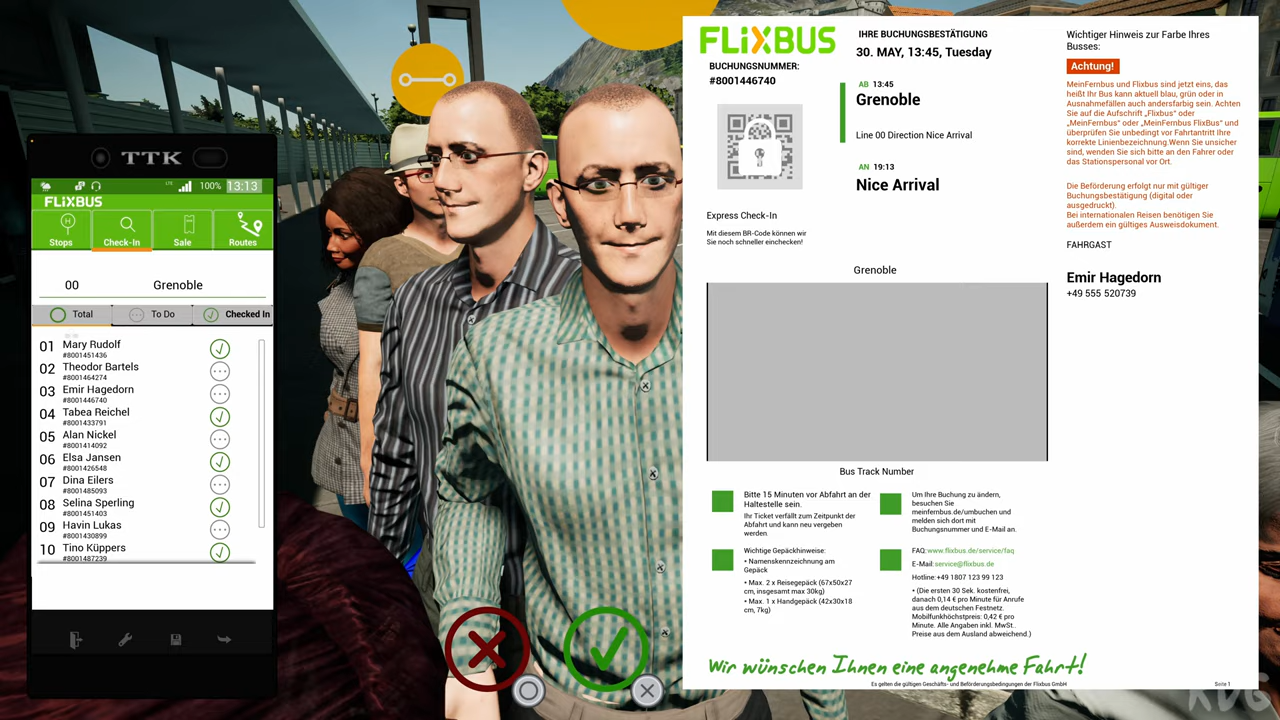 TTK
LTE 100% 13:13
FLiXBUS
Stops Check-In Sale Routes
00 Grenoble
Total To Do Checked In
01 Mary Rudolf
#8001451436
02 Theodor Bartels
#8001464274
03 Emir Hagedorn
#8001446740
04 Tabea Reichel
#8001433791
05 Alan Nickel
#8001414092
06 Elsa Jansen
#8001426548
07 Dina Eilers
#8001485093
08 Selina Sperling
#8001451403
09 Havin Lukas
#8001430899
10 Tino Küppers
#8001487239
FLiXBUS
BUCHUNGSNUMMER:
#8001446740
IHRE BUCHUNGSBESTÄTIGUNG
30. MAY, 13:45, Tuesday
AB 13:45
Grenoble
Line 00 Direction Nice Arrival
AN 19:13
Nice Arrival
Express Check-In
Mit diesem BR-Code können wir
Sie noch schneller einchecken!
Grenoble
Bus Track Number
Bitte 15 Minuten vor Abfahrt an der
Haltestelle sein.
Ihr Ticket verfällt zum Zeitpunkt der
Abfahrt und kann neu vergeben
werden.
Wichtige Gepäckhinweise:
• Namenskennzeichnung am
Gepäck
• Max. 2 x Reisegepäck (67x50x27
cm, insgesamt max 30kg)
• Max. 1 x Handgepäck (42x30x18
cm, 7kg)
Um Ihre Buchung zu ändern,
besuchen Sie
meinfernbus.de/umbuchen und
melden sich dort mit
Buchungsnummer und E-Mail an.
FAQ: www.flixbus.de/service/faq
E-Mail: service@flixbus.de
Hotline: +49 1807 123 99 123
• (Die ersten 30 Sek. kostenfrei,
danach 0,14 € pro Minute für Anrufe
aus dem deutschen Festnetz.
Mobilfunkhöchstpreis: 0,42 € pro
Minute. Alle Angaben inkl. MwSt..
Preise aus dem Ausland abweichend.)
Wir wünschen Ihnen eine angenehme Fahrt!
Es gelten die gültigen Geschäfts- und Beförderungsbedingungen der Flixbus GmbH
Seite 1
Wichtiger Hinweis zur Farbe Ihres
Busses:
Achtung!
MeinFernbus und Flixbus sind jetzt eins, das
heißt Ihr Bus kann aktuell blau, grün oder in
Ausnahmefällen auch andersfarbig sein. Achten
Sie auf die Aufschrift „Flixbus“ oder
„MeinFernbus“ oder „MeinFernbus FlixBus“ und
überprüfen Sie unbedingt vor Fahrtantritt Ihre
korrekte Linienbezeichnung.Wenn Sie unsicher
sind, wenden Sie sich bitte an den Fahrer oder
das Stationspersonal vor Ort.
Die Beförderung erfolgt nur mit gültiger
Buchungsbestätigung (digital oder
ausgedruckt).
Bei internationalen Reisen benötigen Sie
außerdem ein gültiges Ausweisdokument.
FAHRGAST
Emir Hagedorn
+49 555 520739
KDG